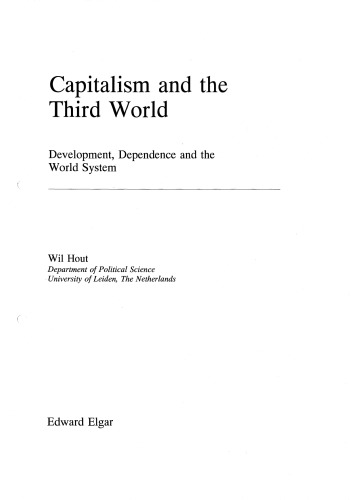 Capitalism and the
Third World
Development, Dependence and the
World System
Wil Hout
Department of Political Science
University of Leiden, The Netherlands
Edward Elgar